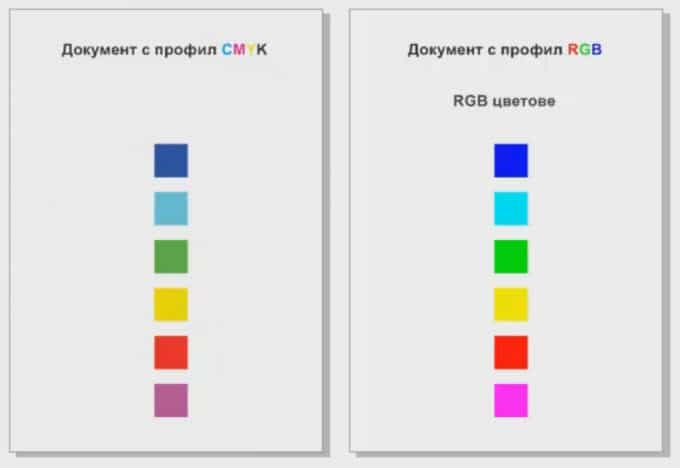 Документ с профил CMYK
Документ с профил RGB
RGB цветове